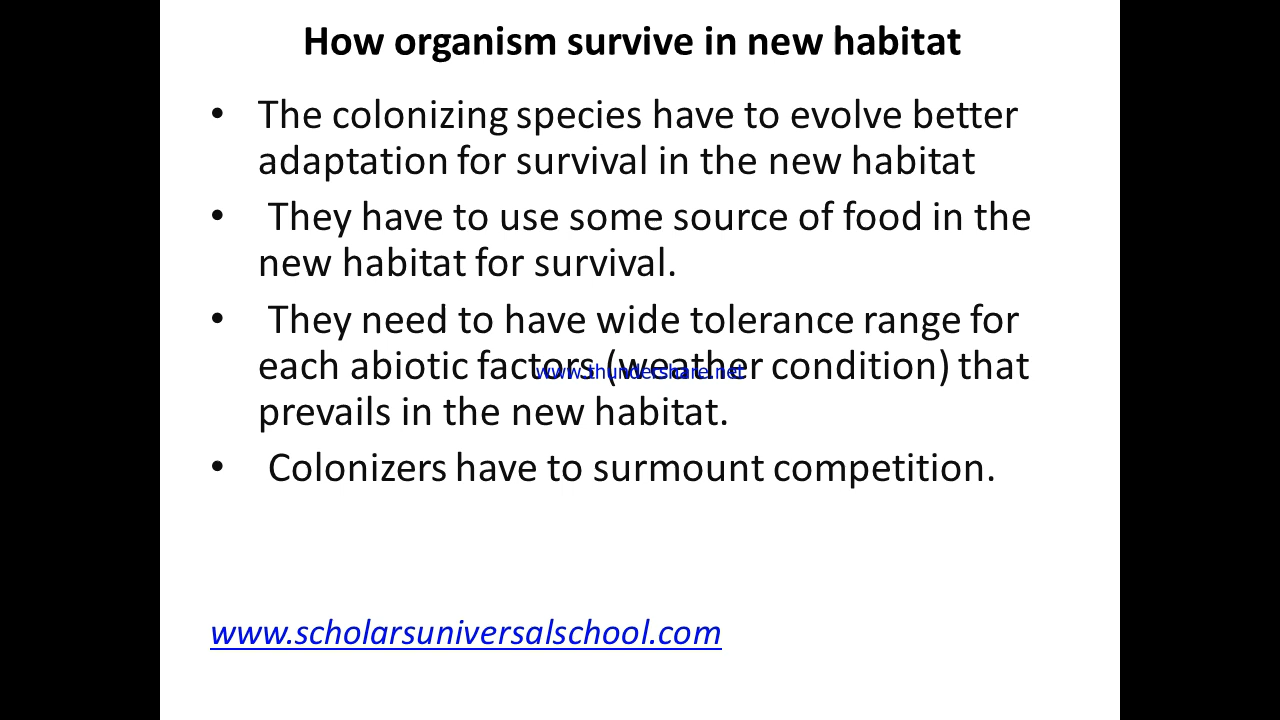 How organism survive in new habitat
• The colonizing species have to evolve better
adaptation for survival in the new habitat
• They have to use some source of food in the
new habitat for survival.
• They need to have wide tolerance range for
each abiotic factors (weather condition) that
www.thundershare.net
prevails in the new habitat.
• Colonizers have to surmount competition.
www.scholarsuniversalschool.com